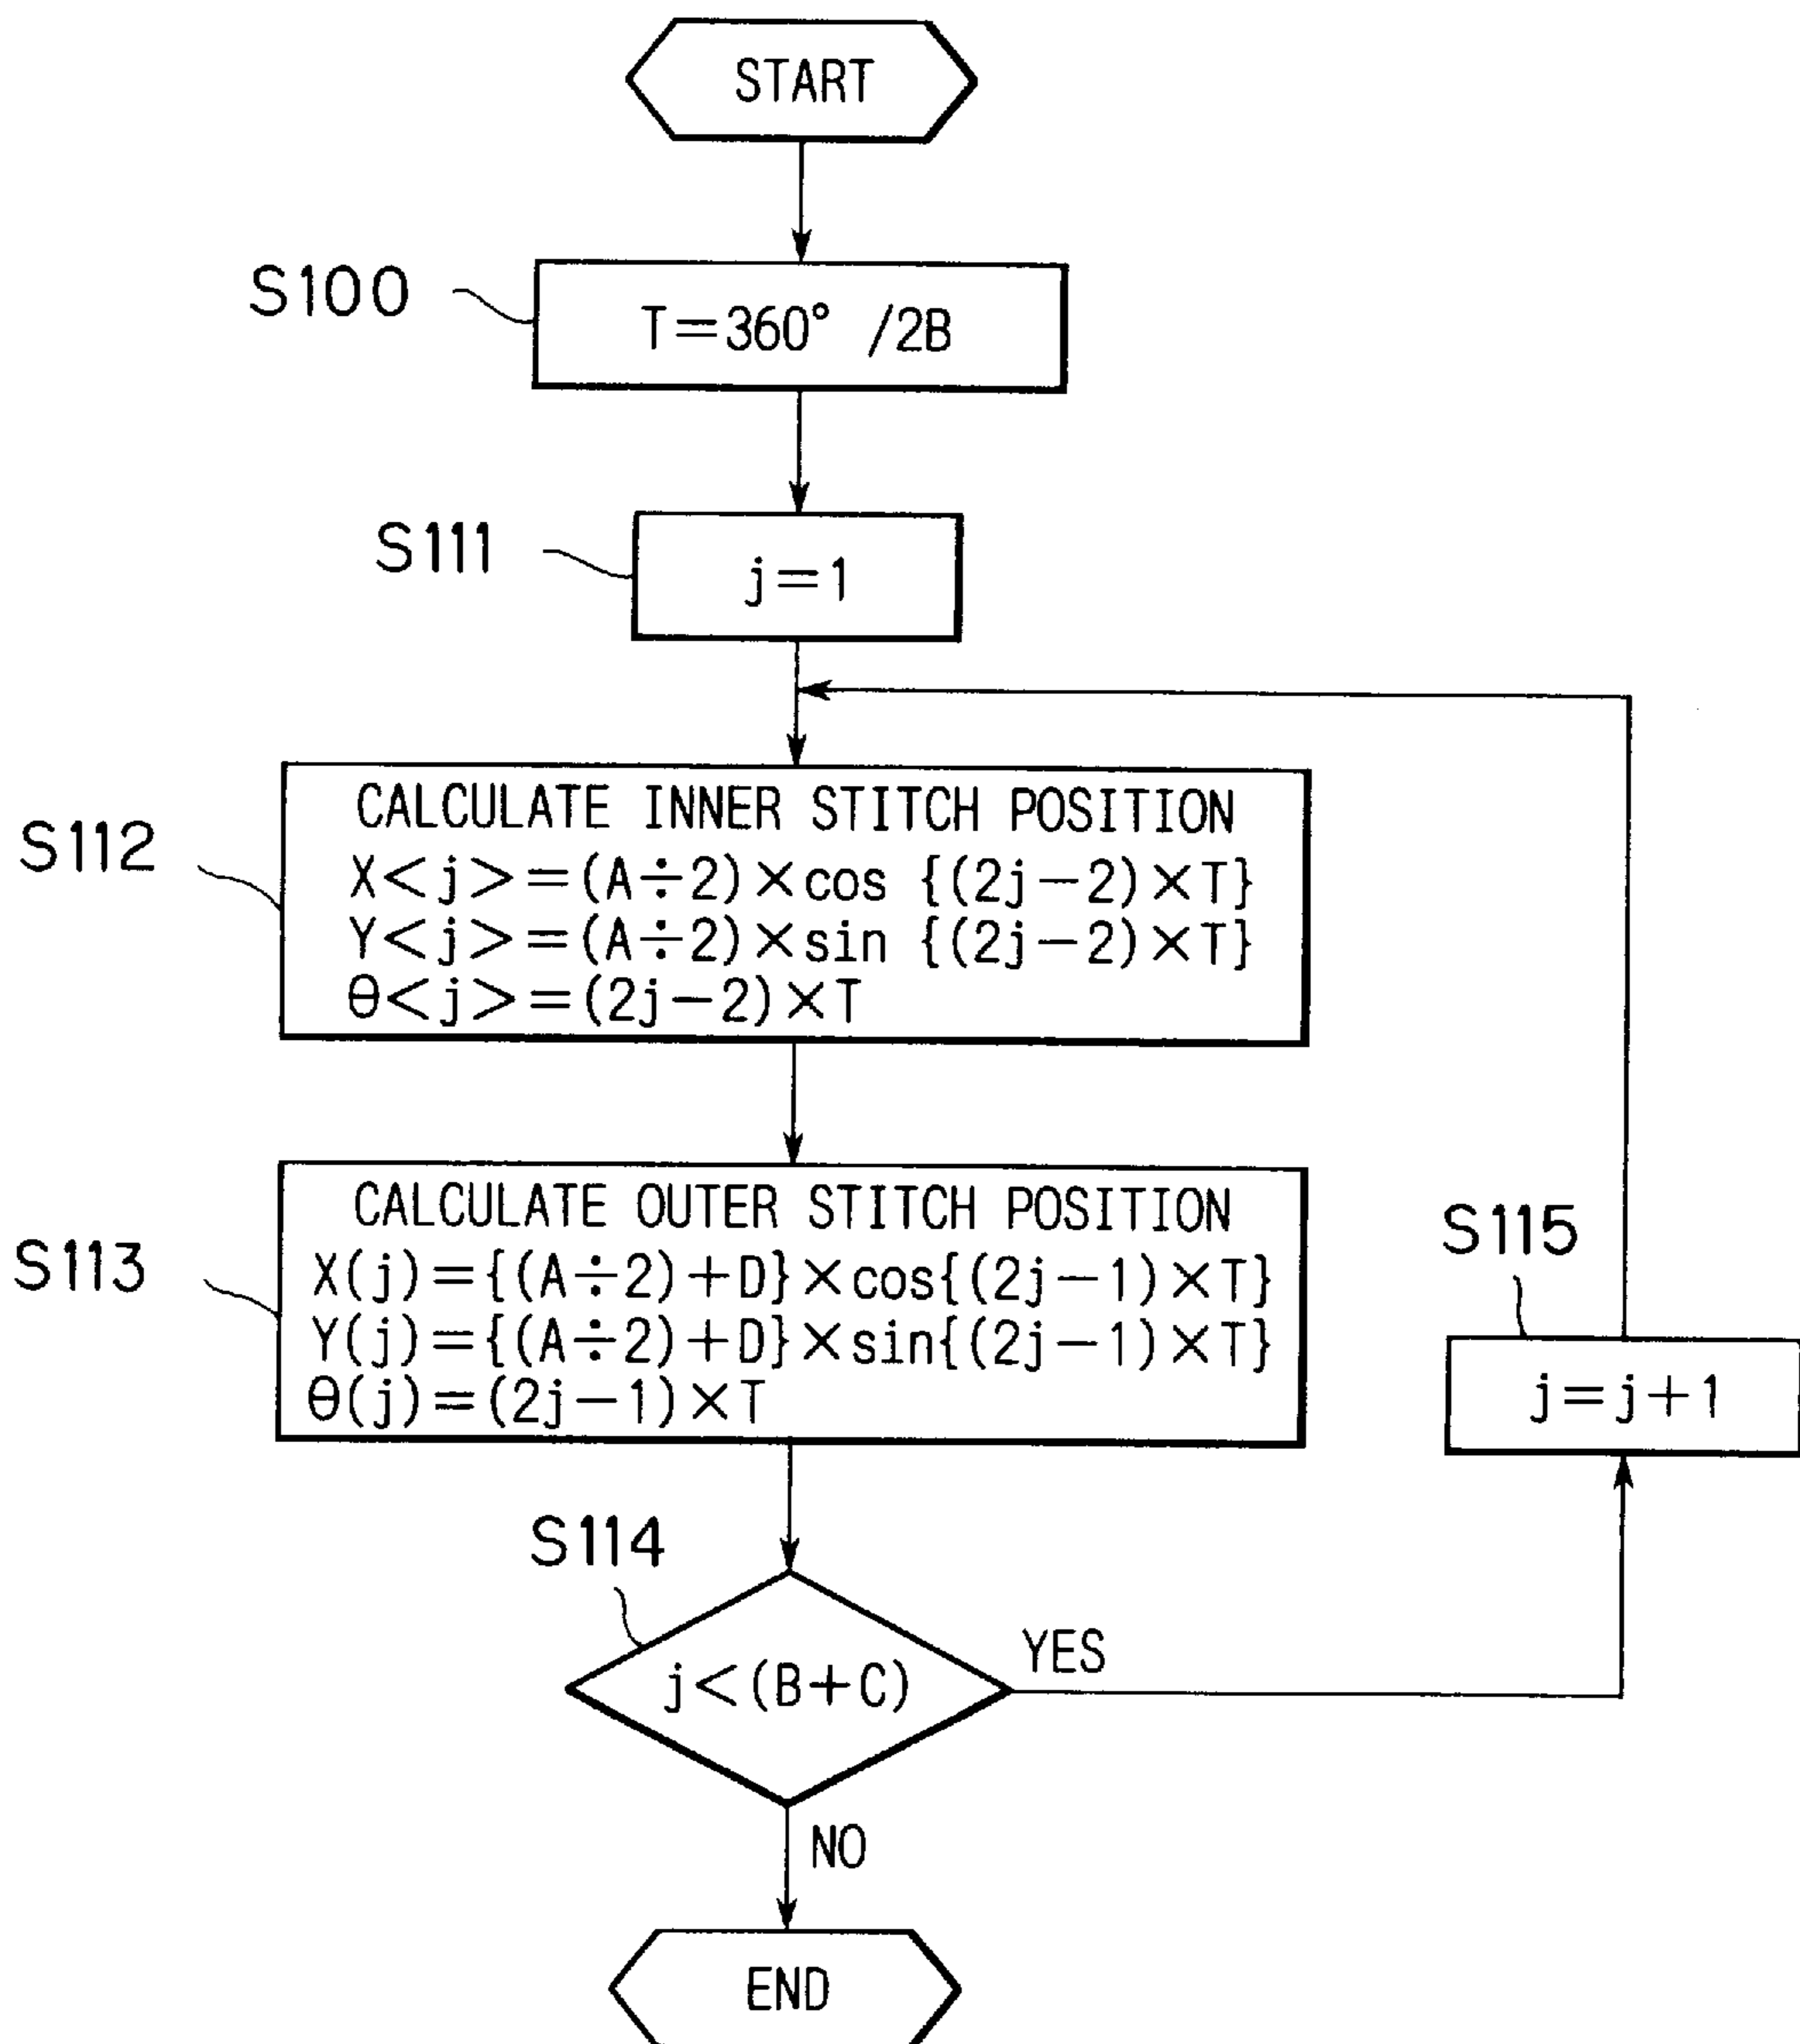 START
S100
T=360° /2B
S111
j=1
S112
CALCULATE INNER STITCH POSITION
X<j>=(A÷2)×cos {(2j−2)×T}
Y<j>=(A÷2)×sin {(2j−2)×T}
θ<j>=(2j−2)×T
S113
CALCULATE OUTER STITCH POSITION
X(j)={(A÷2)+D}×cos{(2j−1)×T}
Y(j)={(A÷2)+D}×sin{(2j−1)×T}
θ(j)=(2j−1)×T
S115
j=j+1
S114
j<(B+C)
YES
NO
END